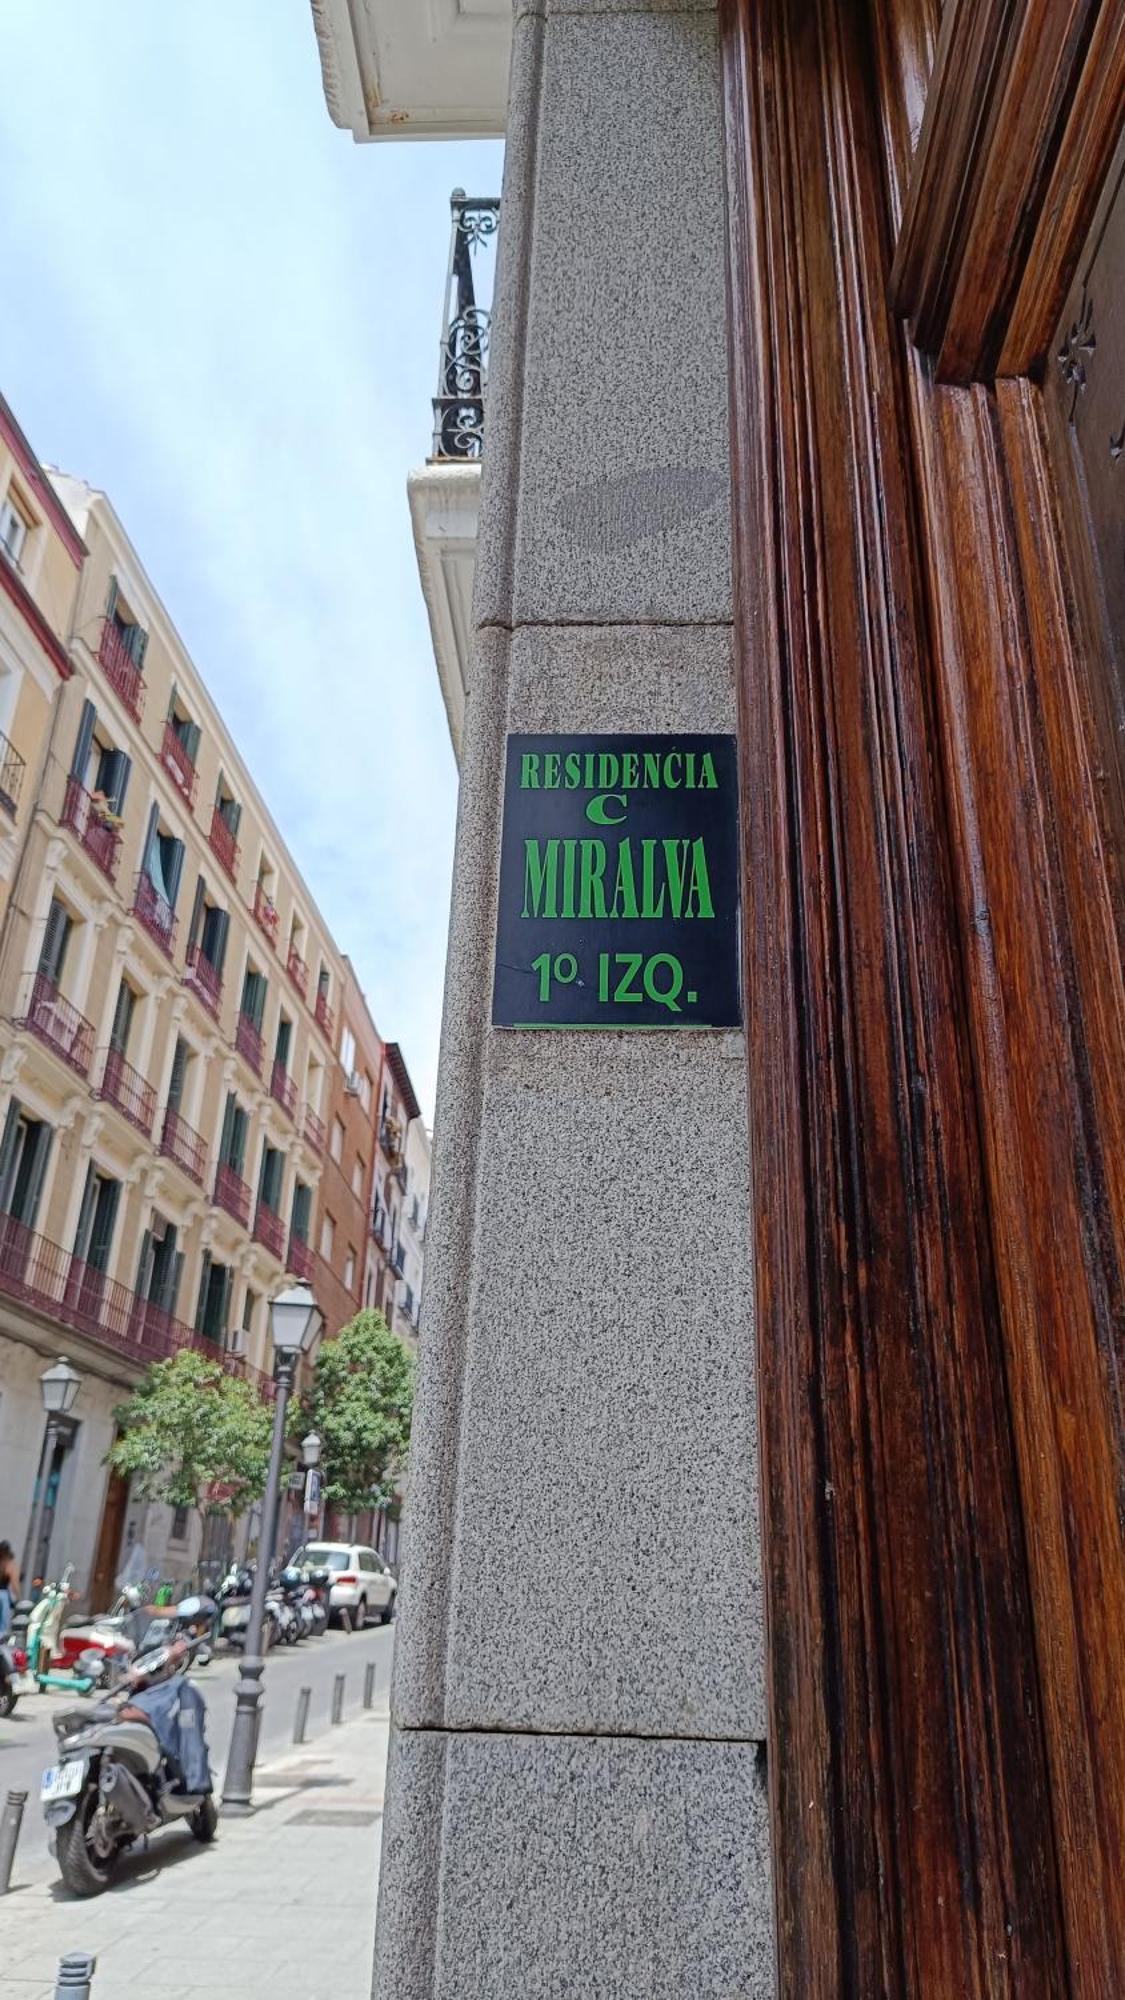 RESIDENCIA
C
MIRALVA
1º IZQ.